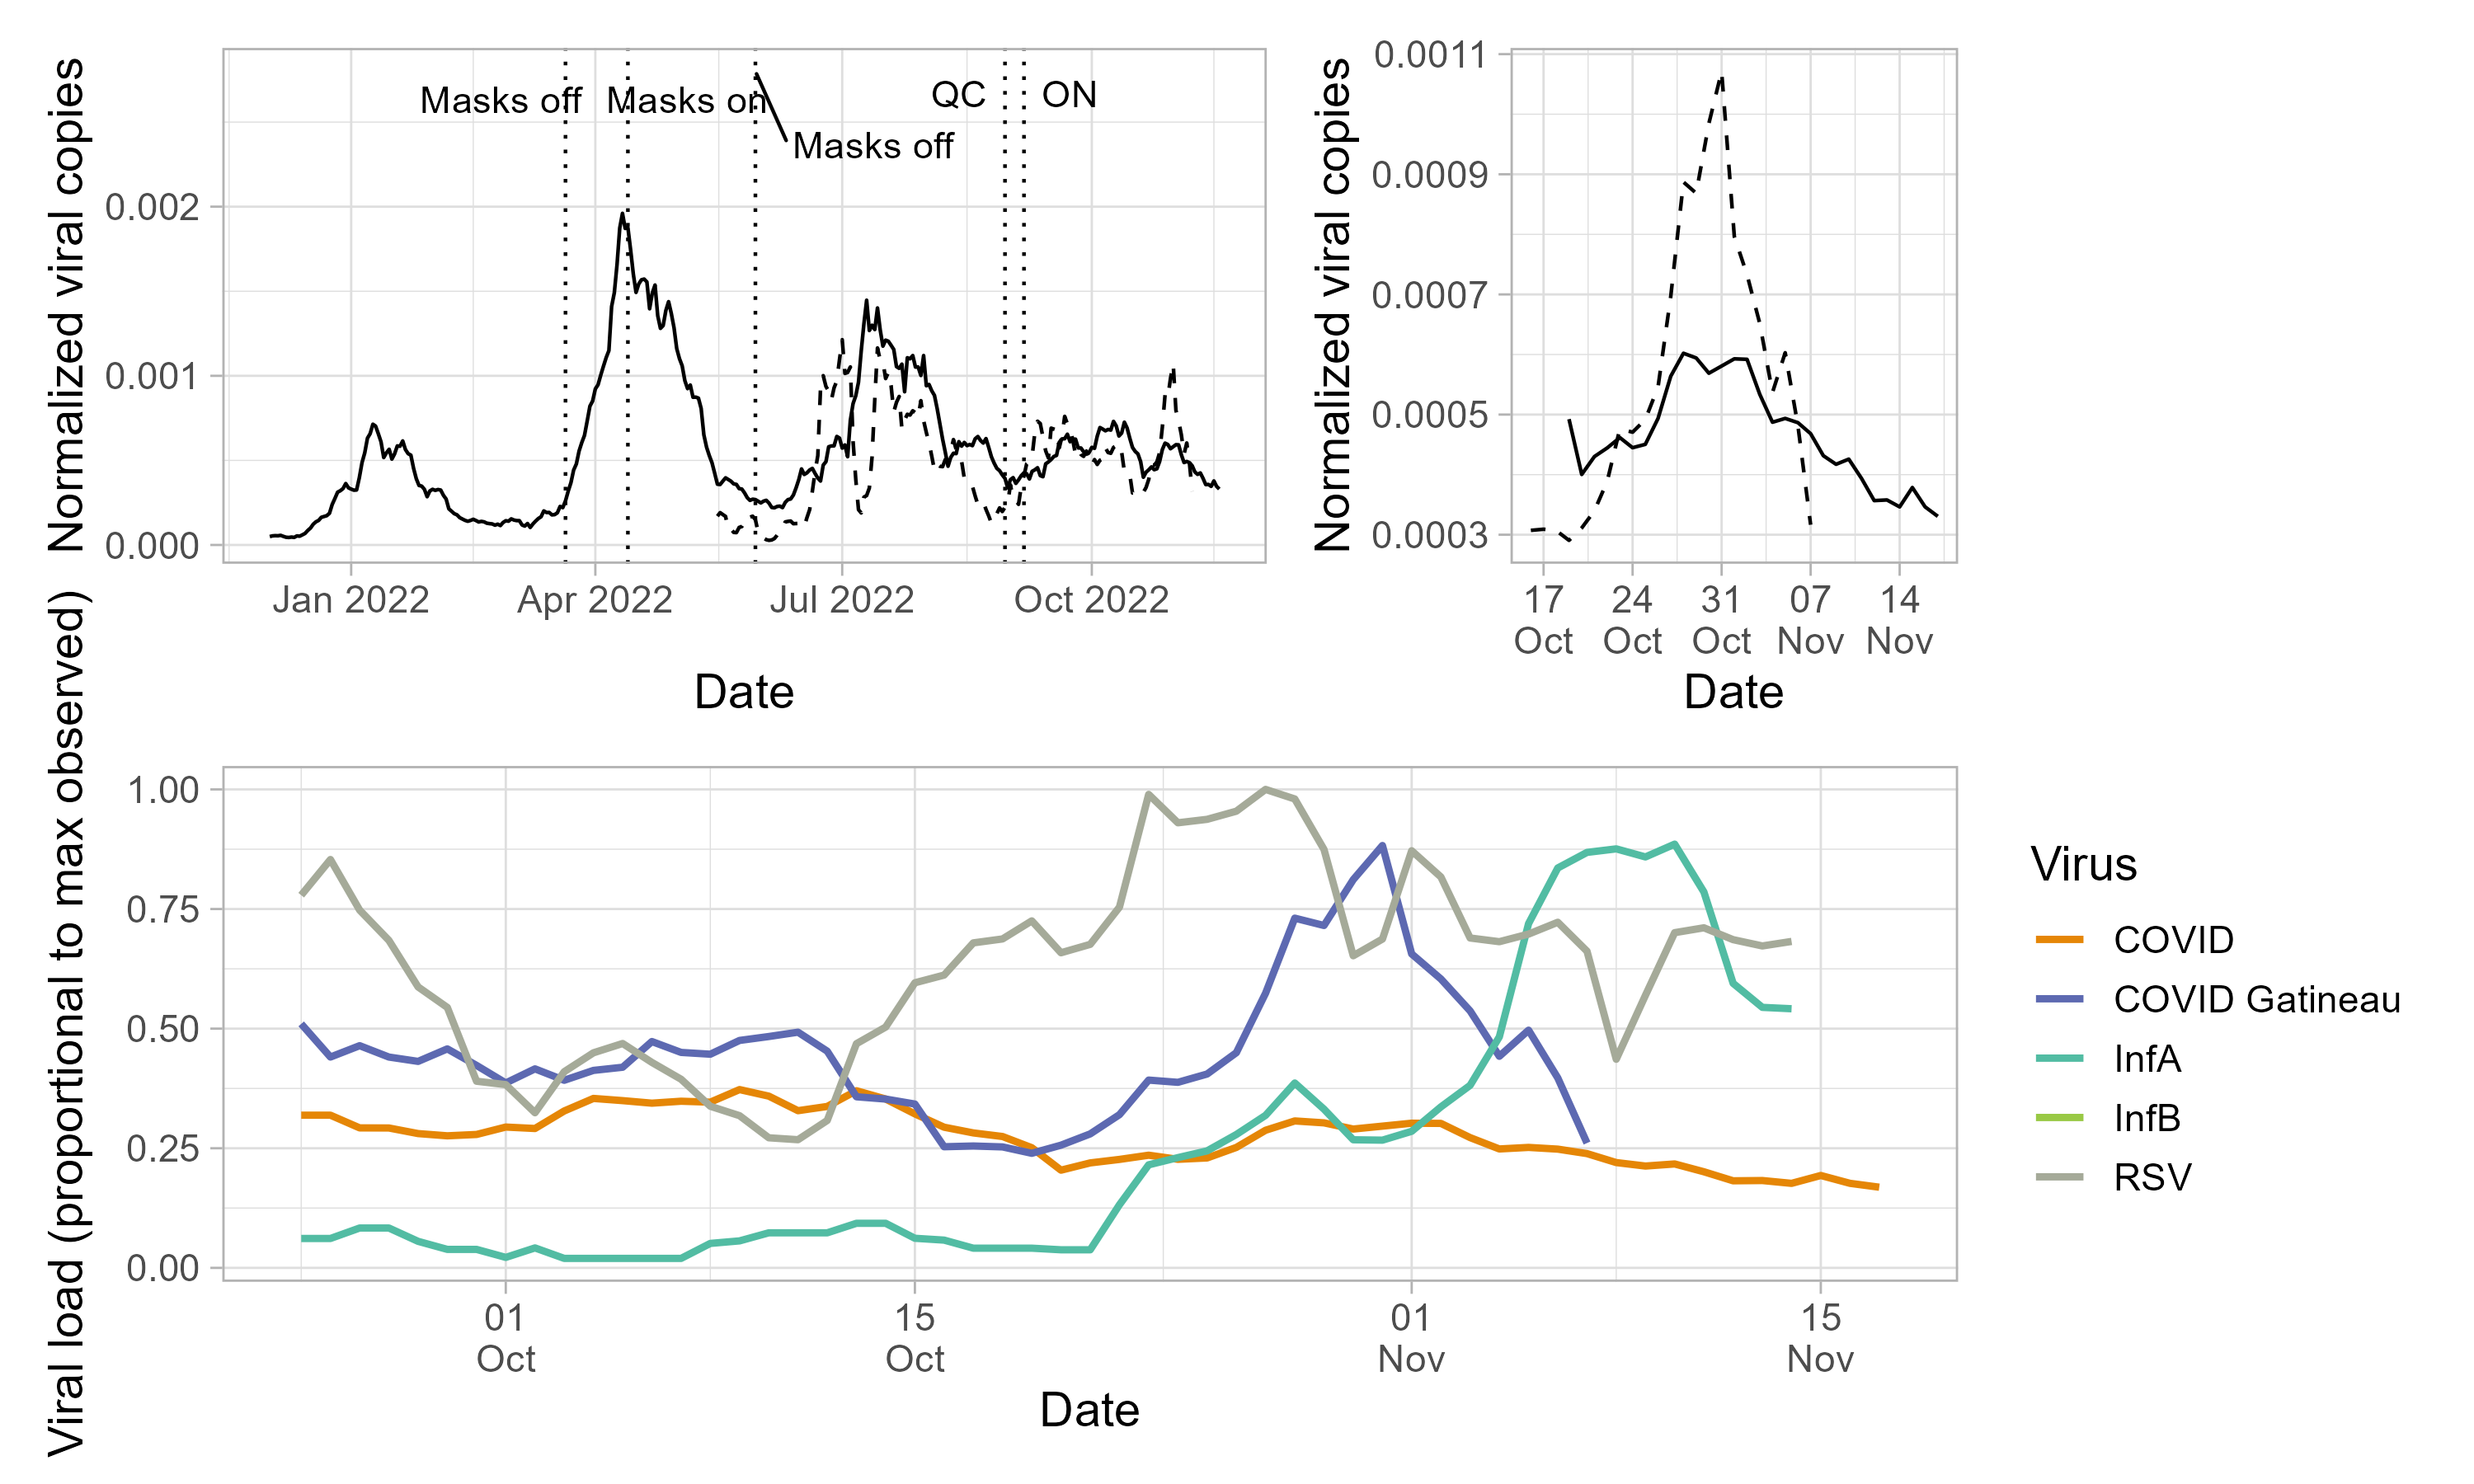 Normalized viral copies
0.002
0.001
0.000
Masks off
Masks on
Masks off
QC
ON
Jan 2022
Apr 2022
Jul 2022
Oct 2022
Date
Normalized viral copies
0.0011
0.0009
0.0007
0.0005
0.0003
17 Oct
24 Oct
31 Oct
07 Nov
14 Nov
Date
Viral load (proportional to max observed)
1.00
0.75
0.50
0.25
0.00
01 Oct
15 Oct
01 Nov
15 Nov
Date
Virus
COVID
COVID Gatineau
InfA
InfB
RSV